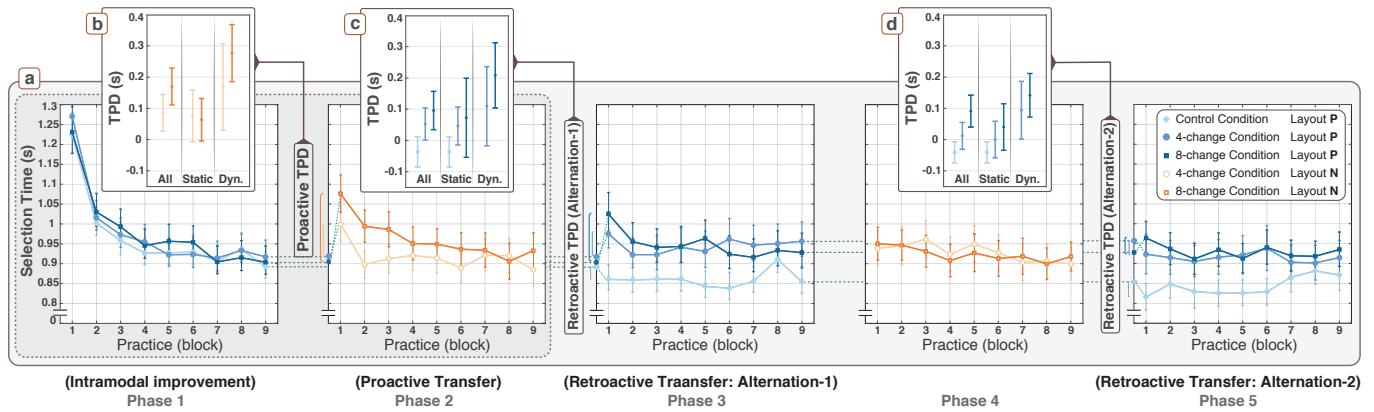 a
b
0.4
0.3
0.2
0.1
0
-0.1
TPD (s)
All Static Dyn.
c
0.4
0.3
0.2
0.1
0
-0.1
TPD (s)
All Static Dyn.
d
0.4
0.3
0.2
0.1
0
-0.1
TPD (s)
All Static Dyn.
Proactive TPD
Retroactive TPD (Alternation-1)
Retroactive TPD (Alternation-2)
Selection Time (s)
1.3
1.25
1.2
1.15
1.1
1.05
1
0.95
0.9
0.85
0.8
0
Control Condition Layout P
4-change Condition Layout P
8-change Condition Layout P
4-change Condition Layout N
8-change Condition Layout N
1 2 3 4 5 6 7 8 9
Practice (block)
1 2 3 4 5 6 7 8 9
Practice (block)
1 2 3 4 5 6 7 8 9
Practice (block)
1 2 3 4 5 6 7 8 9
Practice (block)
1 2 3 4 5 6 7 8 9
Practice (block)
(Intramodal improvement)
Phase 1
(Proactive Transfer)
Phase 2
(Retroactive Traansfer: Alternation-1)
Phase 3
Phase 4
(Retroactive Transfer: Alternation-2)
Phase 5